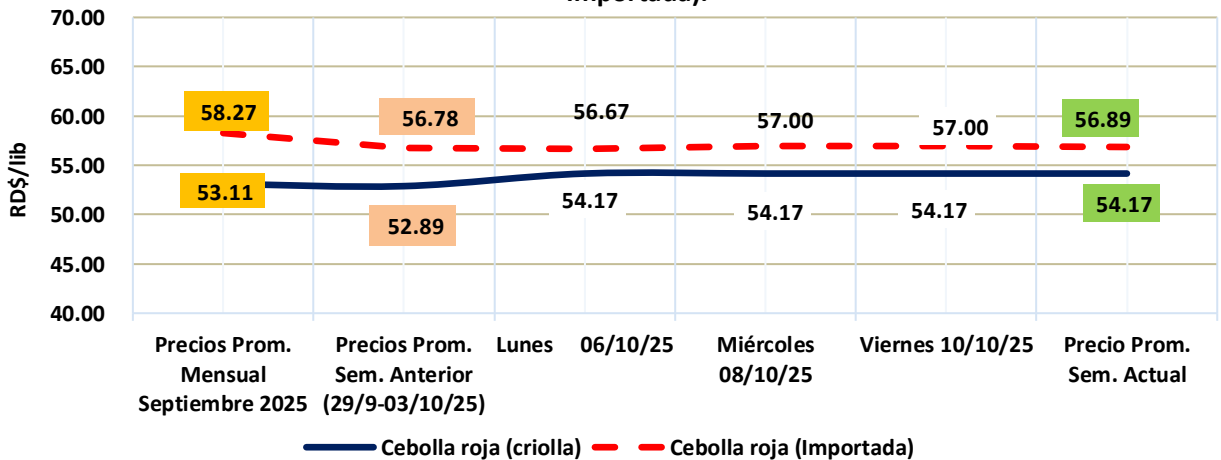 Importada).
70.00
65.00
60.00
55.00
50.00
45.00
40.00
RD$/lib
58.27
56.78
56.67
57.00
57.00
56.89
53.11
52.89
54.17
54.17
54.17
54.17
Precios Prom.
Mensual
Septiembre 2025
Precios Prom.
Sem. Anterior
(29/9-03/10/25)
Lunes 06/10/25
Miércoles
08/10/25
Viernes 10/10/25
Precio Prom.
Sem. Actual
Cebolla roja (criolla)
Cebolla roja (Importada)